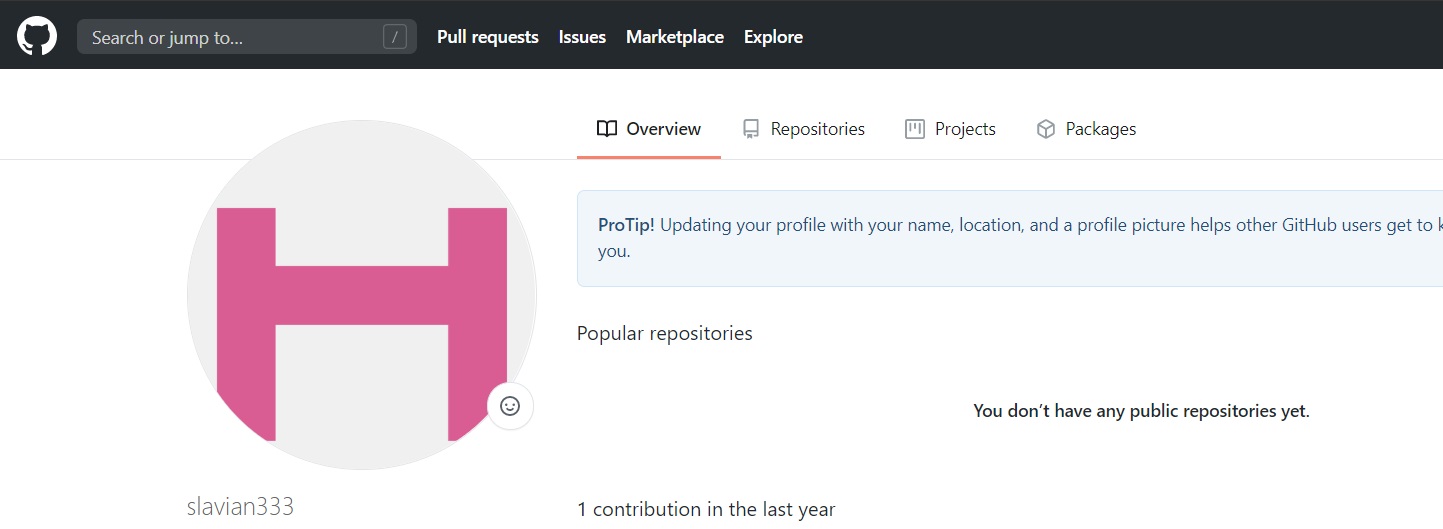 Search or jump to... /
Pull requests Issues Marketplace Explore
Overview Repositories Projects Packages
ProTip! Updating your profile with your name, location, and a profile picture helps other GitHub users get to
you.
Popular repositories
You don’t have any public repositories yet.
slavian333
1 contribution in the last year